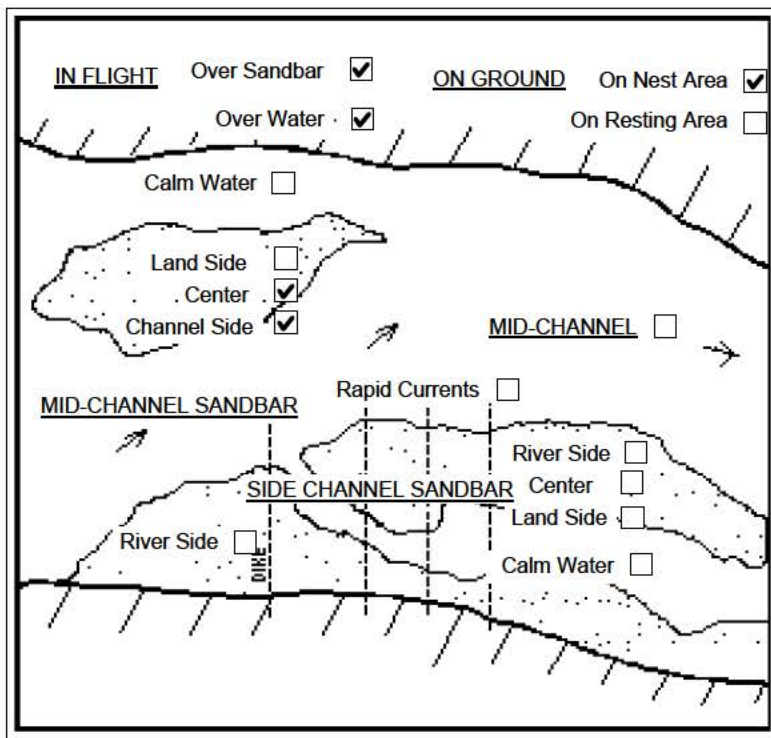 IN FLIGHT Over Sandbar ON GROUND On Nest Area
Over Water On Resting Area
Calm Water
Land Side
Center
Channel Side
MID-CHANNEL
Rapid Currents
MID-CHANNEL SANDBAR
River Side
SIDE CHANNEL SANDBAR Center
Land Side
River Side
DIKE
Calm Water